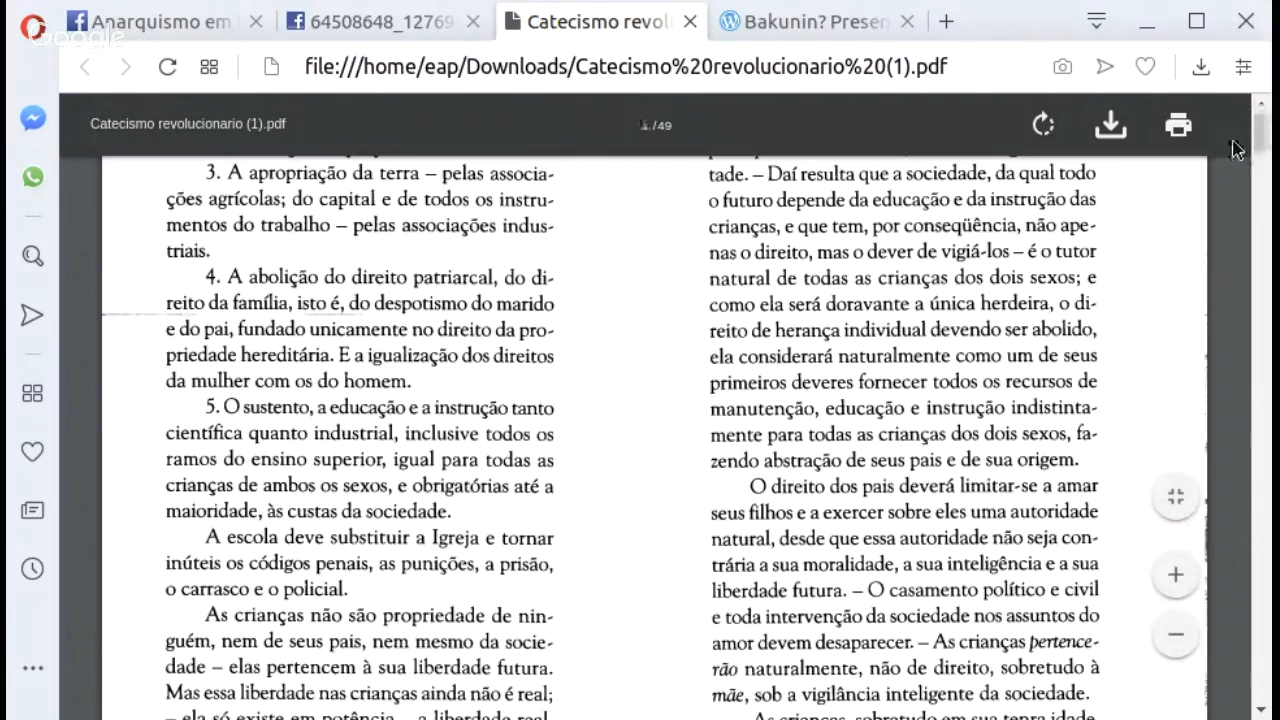 Anarquismo em
64508648_12769
Catecismo revol
Bakunin? Presen
Google
file:///home/eap/Downloads/Catecismo%20revolucionario%20(1).pdf
Catecismo revolucionario (1).pdf
/49
3. A apropriação da terra – pelas associa-
ções agrícolas; do capital e de todos os instru-
mentos do trabalho – pelas associações indus-
triais.
4. A abolição do direito patriarcal, do di-
reito da família, isto é, do despotismo do marido
e do pai, fundado unicamente no direito da pro-
priedade hereditária. E a igualização dos direitos
da mulher com os do homem.
5. O sustento, a educação e a instrução tanto
científica quanto industrial, inclusive todos os
ramos do ensino superior, igual para todas as
crianças de ambos os sexos, e obrigatórias até a
maioridade, às custas da sociedade.
A escola deve substituir a Igreja e tornar
inúteis os códigos penais, as punições, a prisão,
o carrasco e o policial.
As crianças não são propriedade de nin-
guém, nem de seus pais, nem mesmo da socie-
dade – elas pertencem à sua liberdade futura.
Mas essa liberdade nas crianças ainda não é real;
– ela só existe em potência – a liberdade real,
tade. – Daí resulta que a sociedade, da qual todo
o futuro depende da educação e da instrução das
crianças, e que tem, por conseqüência, não ape-
nas o direito, mas o dever de vigiá-los – é o tutor
natural de todas as crianças dos dois sexos; e
como ela será doravante a única herdeira, o di-
reito de herança individual devendo ser abolido,
ela considerará naturalmente como um de seus
primeiros deveres fornecer todos os recursos de
manutenção, educação e instrução indistinta-
mente para todas as crianças dos dois sexos, fa-
zendo abstração de seus pais e de sua origem.
O direito dos pais deverá limitar-se a amar
seus filhos e a exercer sobre eles uma autoridade
natural, desde que essa autoridade não seja con-
trária a sua moralidade, a sua inteligência e a sua
liberdade futura. – O casamento político e civil
e toda intervenção da sociedade nos assuntos do
amor devem desaparecer. – As crianças pertence-
rão naturalmente, não de direito, sobretudo à
mãe, sob a vigilância inteligente da sociedade.
As crianças, sobretudo em sua tenra idade,